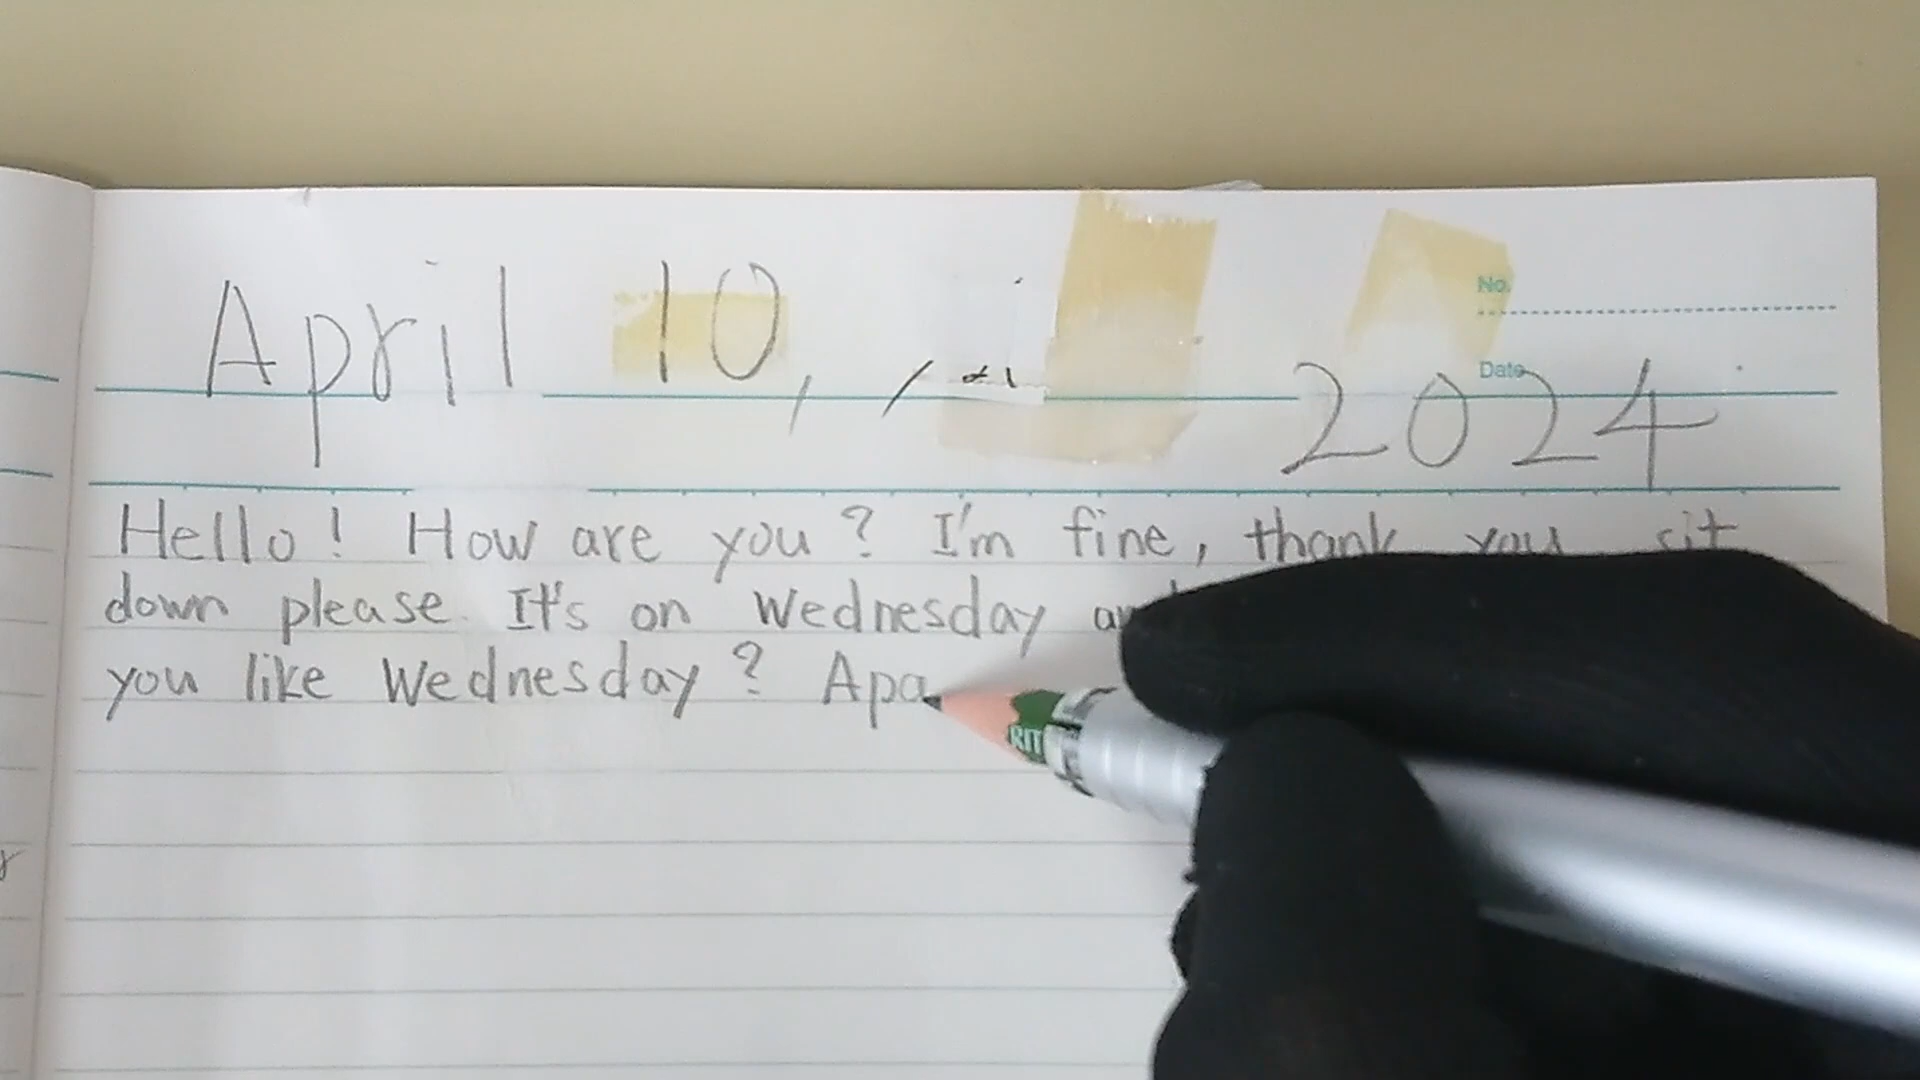 No.
Date
April 10, 2024
Hello! How are you? I'm fine, thank you sit
down please. It's on Wednesday
you like Wednesday? Apa
RIT